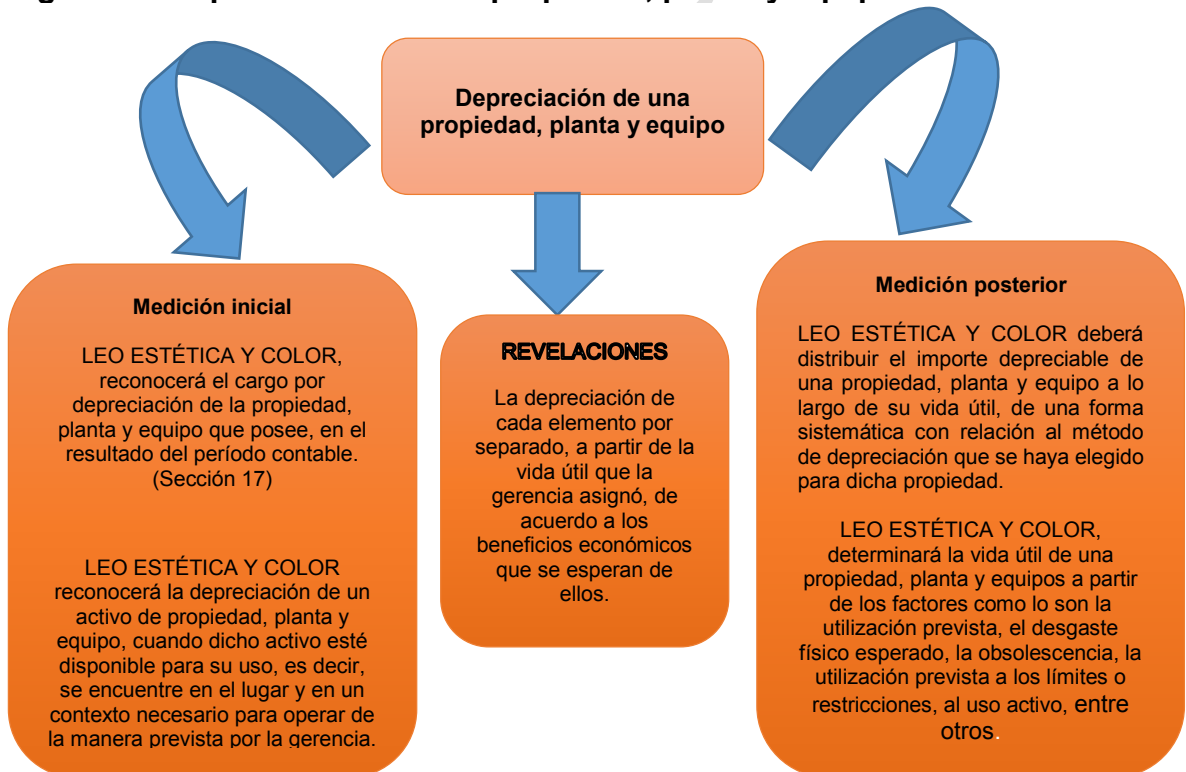 Depreciación de una
propiedad, planta y equipo
Medición inicial
LEO ESTÉTICA Y COLOR,
reconocerá el cargo por
depreciación de la propiedad,
planta y equipo que posee, en el
resultado del período contable.
(Sección 17)
LEO ESTÉTICA Y COLOR
reconocerá la depreciación de un
activo de propiedad, planta y
equipo, cuando dicho activo esté
disponible para su uso, es decir,
se encuentre en el lugar y en un
contexto necesario para operar de
la manera prevista por la gerencia.
REVELACIONES
La depreciación de
cada elemento por
separado, a partir de la
vida útil que la
gerencia asignó, de
acuerdo a los
beneficios económicos
que se esperan de
ellos.
Medición posterior
LEO ESTÉTICA Y COLOR deberá
distribuir el importe depreciable de
una propiedad, planta y equipo a lo
largo de su vida útil, de una forma
sistemática con relación al método
de depreciación que se haya elegido
para dicha propiedad.
LEO ESTÉTICA Y COLOR,
determinará la vida útil de una
propiedad, planta y equipos a partir
de los factores como lo son la
utilización prevista, el desgaste
físico esperado, la obsolescencia, la
utilización prevista a los límites o
restricciones, al uso activo, entre
otros.